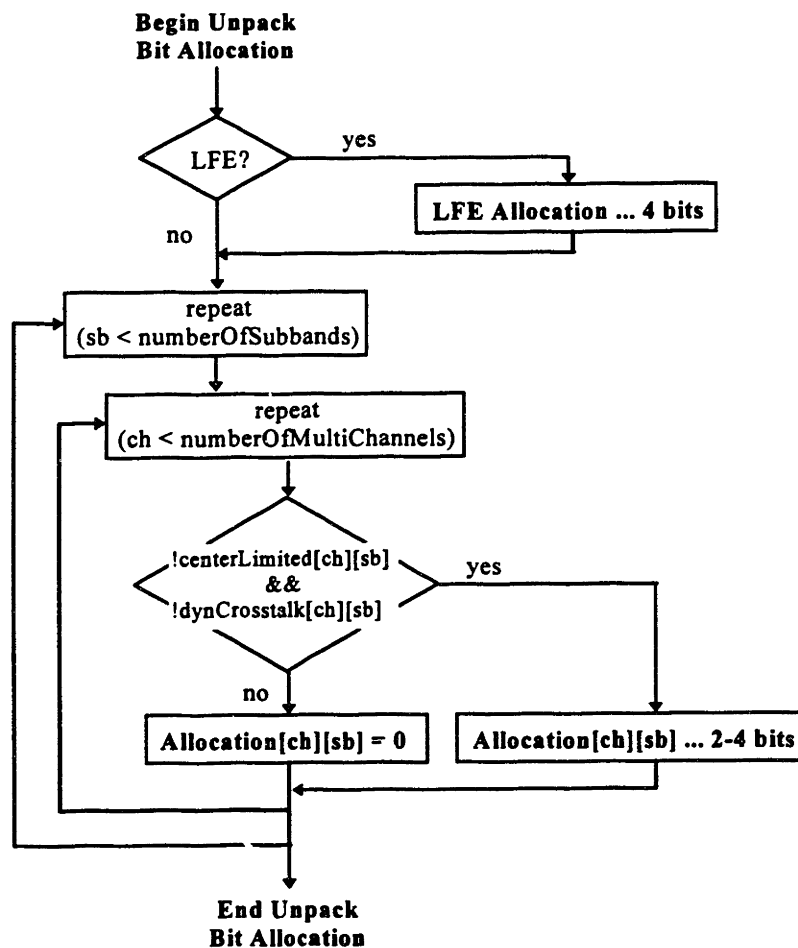 Begin Unpack
Bit Allocation
LFE?
yes
LFE Allocation ... 4 bits
no
repeat
(sb < numberOfSubbands)
repeat
(ch < numberOfMultiChannels)
!centerLimited[ch][sb]
&&
!dynCrosstalk[ch][sb]
yes
no
Allocation[ch][sb] = 0
Allocation[ch][sb] ... 2-4 bits
End Unpack
Bit Allocation